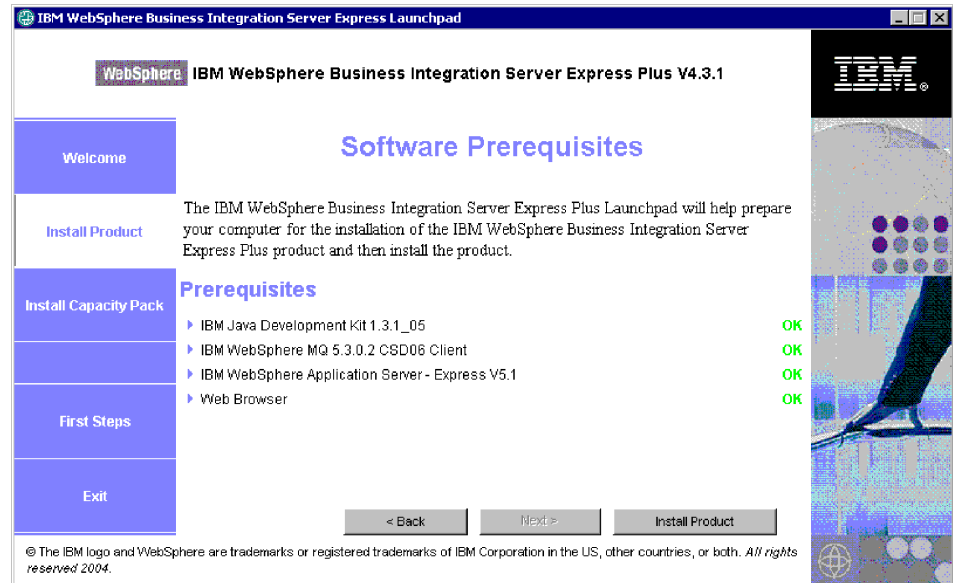 IBM WebSphere Business Integration Server Express Launchpad
WebSphere IBM WebSphere Business Integration Server Express Plus V4.3.1
IBM®
Welcome
Install Product
Install Capacity Pack
First Steps
Exit
Software Prerequisites
The IBM WebSphere Business Integration Server Express Plus Launchpad will help prepare
your computer for the installation of the IBM WebSphere Business Integration Server
Express Plus product and then install the product.
Prerequisites
IBM Java Development Kit 1.3.1_05 OK
IBM WebSphere MQ 5.3.0.2 CSD06 Client OK
IBM WebSphere Application Server - Express V5.1 OK
Web Browser OK
< Back Next > Install Product
© The IBM logo and WebSphere are trademarks or registered trademarks of IBM Corporation in the US, other countries, or both. All rights
reserved 2004.